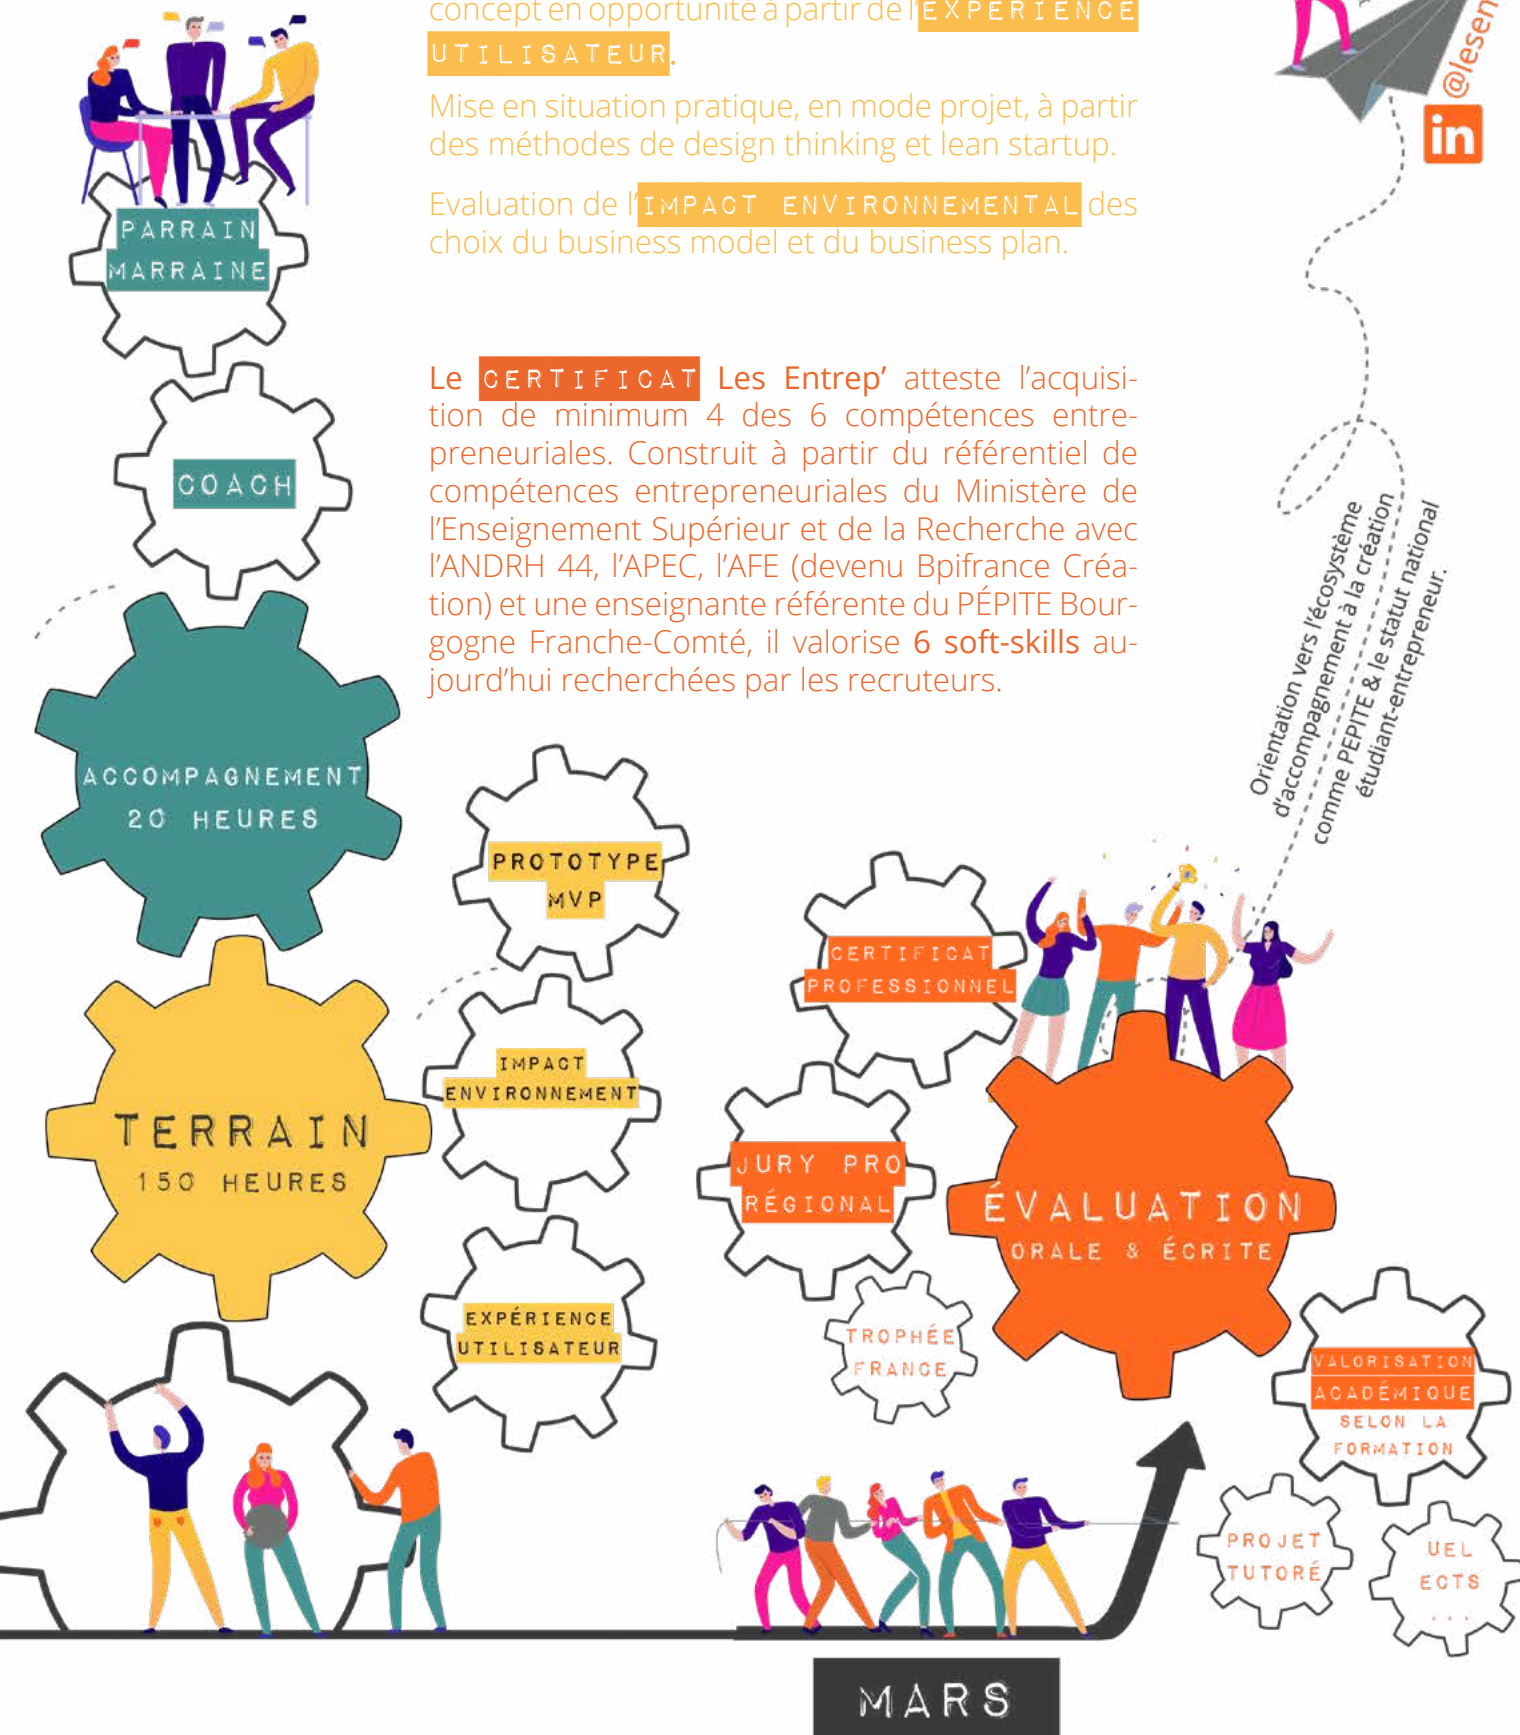 concept en opportunité à partir de l'EXPÉRIENCE
UTILISATEUR.
Mise en situation pratique, en mode projet, à partir
des méthodes de design thinking et lean startup.
Evaluation de l'IMPACT ENVIRONNEMENTAL des
choix du business model et du business plan.
@lesen
in
PARRAIN
MARRAINE
COACH
ACCOMPAGNEMENT
20 HEURES
TERRAIN
150 HEURES
Le CERTIFICAT Les Entrep’ atteste l’acquisi-
tion de minimum 4 des 6 compétences entre-
preneuriales. Construit à partir du référentiel de
compétences entrepreneuriales du Ministère de
l’Enseignement Supérieur et de la Recherche avec
l’ANDRH 44, l’APEC, l’AFE (devenu Bpifrance Créa-
tion) et une enseignante référente du PÉPITE Bour-
gogne Franche-Comté, il valorise 6 soft-skills au-
jourd’hui recherchées par les recruteurs.
Orientation vers l’écosystème
d’accompagnement à la création
comme PEPITE & le statut national
étudiant-entrepreneur.
PROTOTYPE
MVP
IMPACT
ENVIRONNEMENT
EXPÉRIENCE
UTILISATEUR
CERTIFICAT
PROFESSIONNEL
JURY PRO
RÉGIONAL
TROPHÉE
FRANCE
ÉVALUATION
ORALE & ÉCRITE
VALORISATION
ACADÉMIQUE
SELON LA
FORMATION
PROJET
TUTORÉ
UEL
ECTS
...
MARS